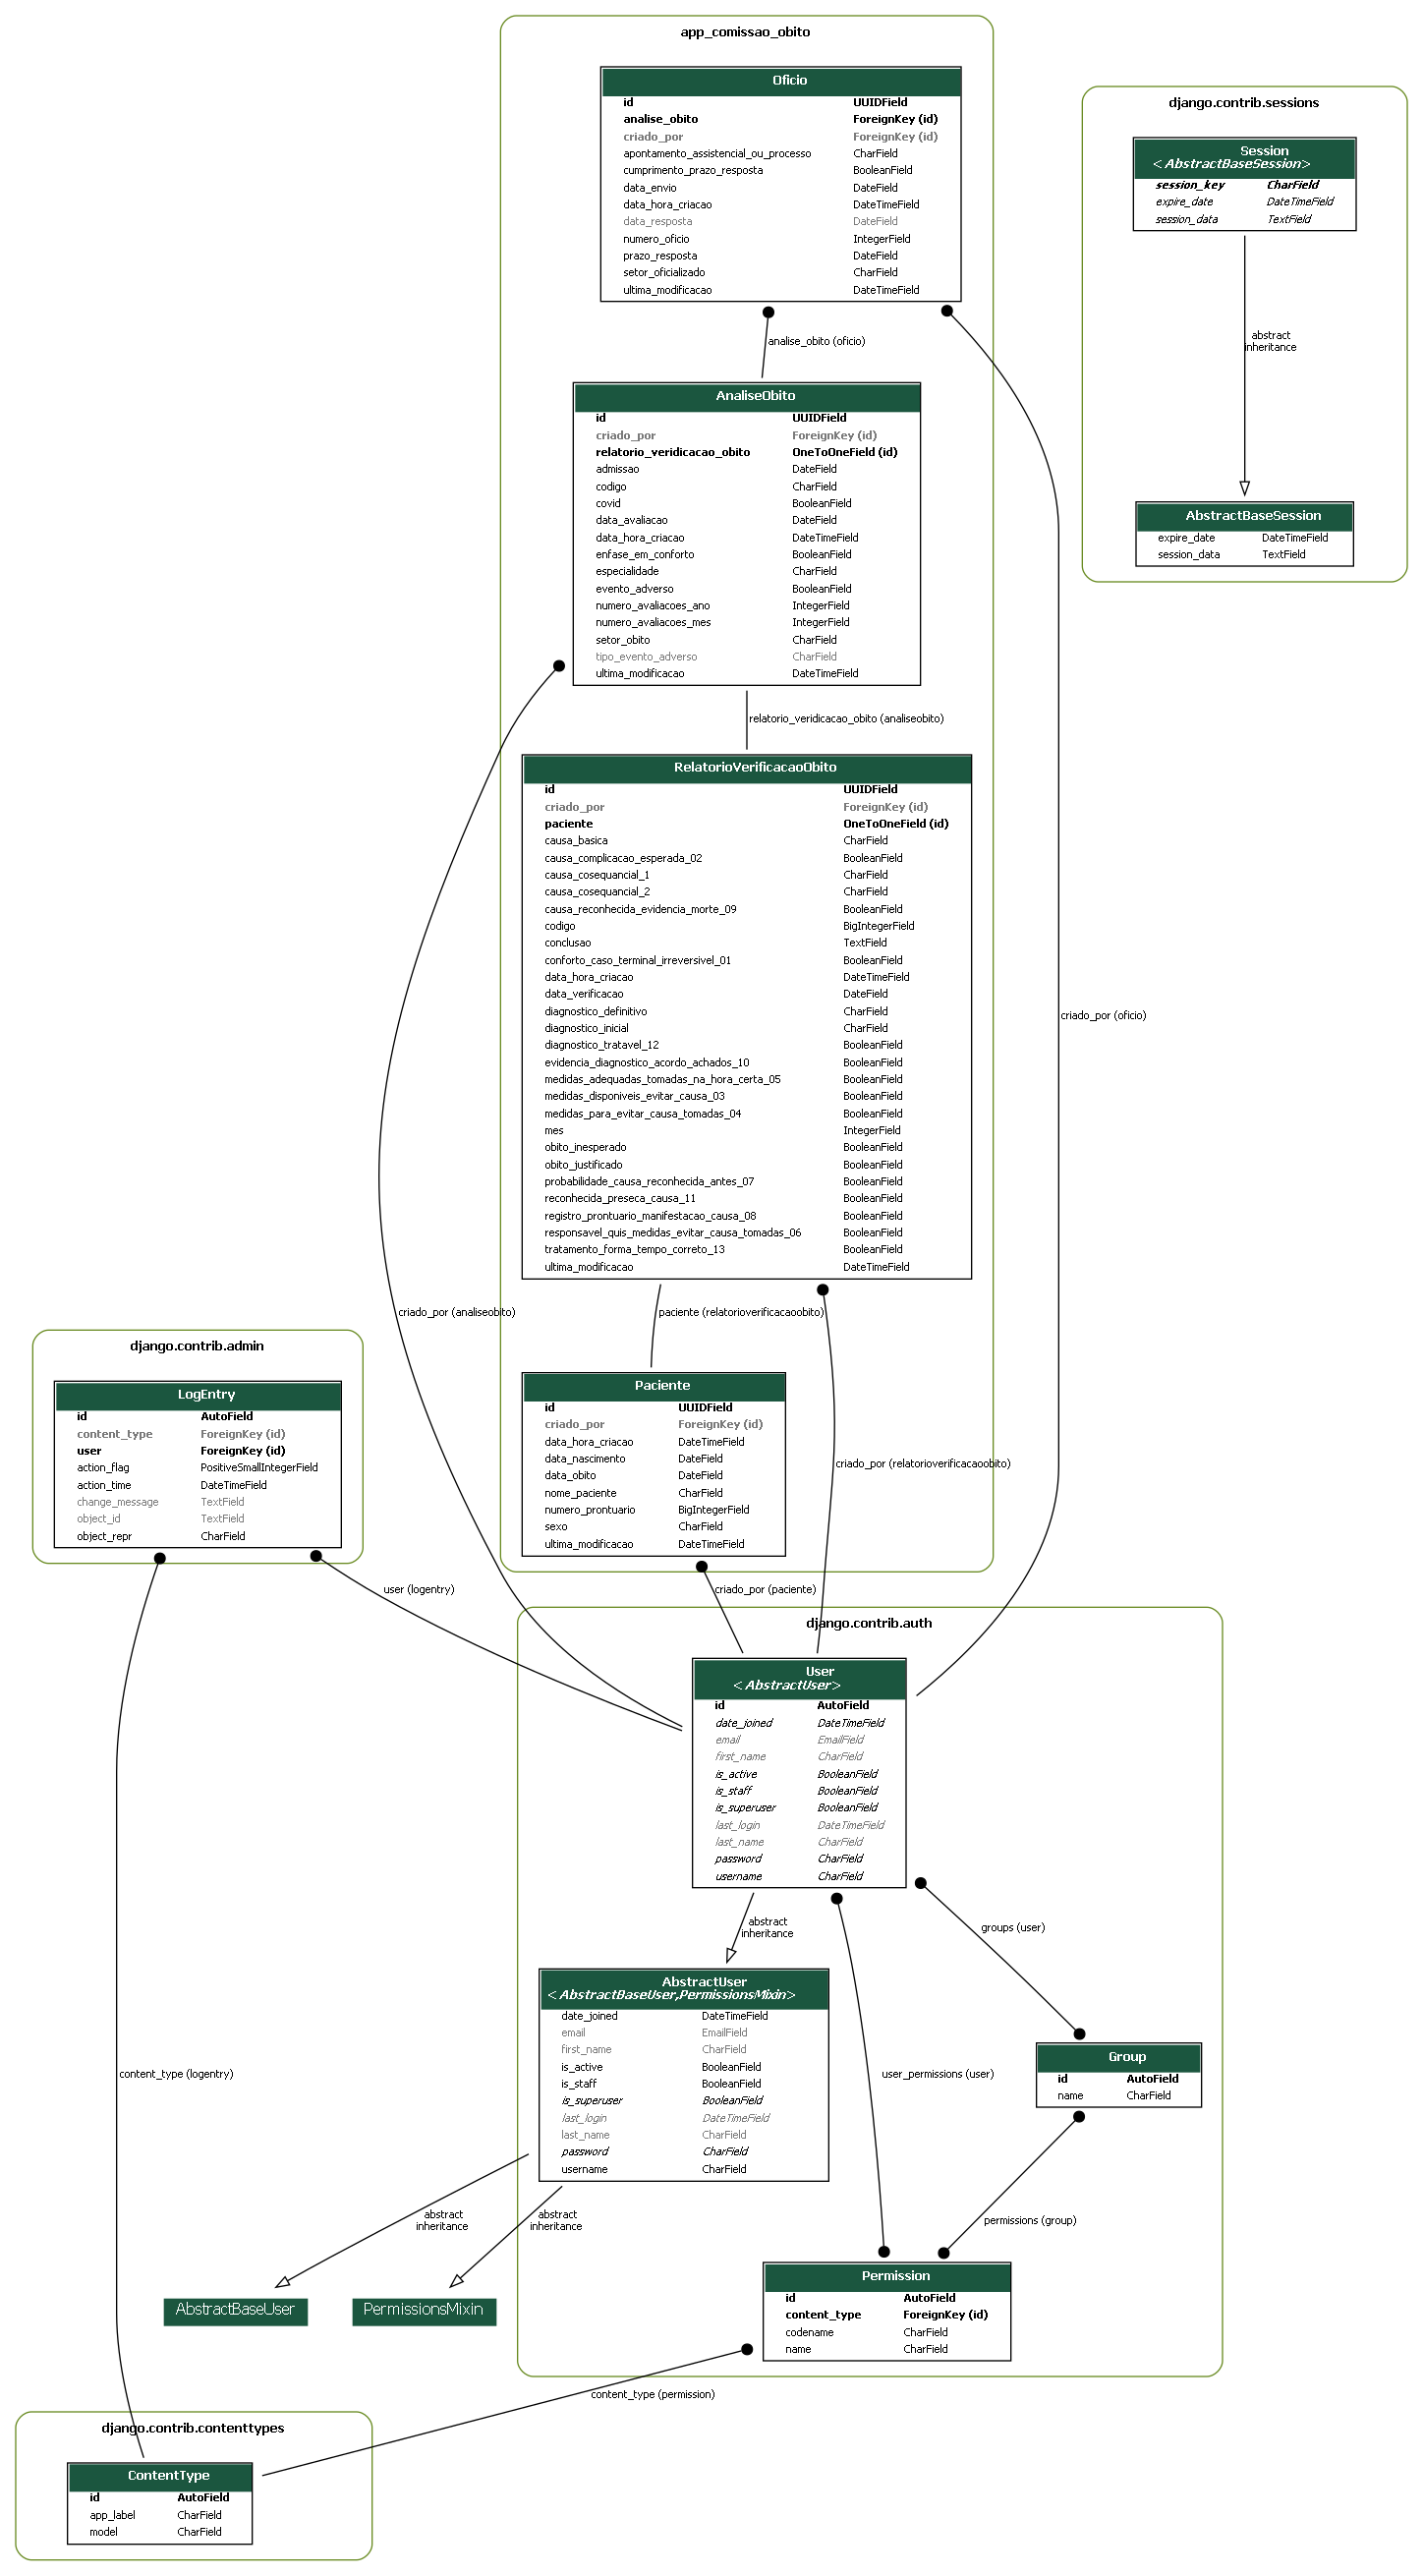 app_comissao_obito
Oficio
id UUIDField
analise_obito ForeignKey (id)
criado_por ForeignKey (id)
apontamento_assistencial_ou_processo CharField
cumprimento_prazo_resposta BooleanField
data_envio DateField
data_hora_criacao DateTimeField
data_resposta DateField
numero_oficio IntegerField
prazo_resposta DateField
setor_oficializado CharField
ultima_modificacao DateTimeField
analise_obito (oficio)
AnaliseObito
id UUIDField
criado_por ForeignKey (id)
relatorio_veridicacao_obito OneToOneField (id)
admissao DateField
codigo CharField
covid BooleanField
data_avaliacao DateField
data_hora_criacao DateTimeField
enfase_em_conforto BooleanField
especialidade CharField
evento_adverso BooleanField
numero_avaliacoes_ano IntegerField
numero_avaliacoes_mes IntegerField
setor_obito CharField
tipo_evento_adverso CharField
ultima_modificacao DateTimeField
relatorio_veridicacao_obito (analiseobito)
RelatorioVerificacaoObito
id UUIDField
criado_por ForeignKey (id)
paciente OneToOneField (id)
causa_basica CharField
causa_complicacao_esperada_02 BooleanField
causa_cosequancial_1 CharField
causa_cosequancial_2 CharField
causa_reconhecida_evidencia_morte_09 BooleanField
codigo BigIntegerField
conclusao TextField
conforto_caso_terminal_irreversivel_01 BooleanField
data_hora_criacao DateTimeField
data_verificacao DateField
diagnostico_definitivo CharField
diagnostico_inicial CharField
diagnostico_tratavel_12 BooleanField
evidencia_diagnostico_acordo_achados_10 BooleanField
medidas_adequadas_tomadas_na_hora_certa_05 BooleanField
medidas_disponiveis_evitar_causa_03 BooleanField
medidas_para_evitar_causa_tomadas_04 BooleanField
mes IntegerField
obito_inesperado BooleanField
obito_justificado BooleanField
probabilidade_causa_reconhecida_antes_07 BooleanField
reconhecida_preseca_causa_11 BooleanField
registro_prontuario_manifestacao_causa_08 BooleanField
responsavel_quis_medidas_evitar_causa_tomadas_06 BooleanField
tratamento_forma_tempo_correto_13 BooleanField
ultima_modificacao DateTimeField
criado_por (oficio)
criado_por (analiseobito)
paciente (relatorioverificacaoobito)
Paciente
id UUIDField
criado_por ForeignKey (id)
data_hora_criacao DateTimeField
data_nascimento DateField
data_obito DateField
nome_paciente CharField
numero_prontuario BigIntegerField
sexo CharField
ultima_modificacao DateTimeField
criado_por (relatorioverificacaoobito)
criado_por (paciente)
django.contrib.sessions
Session
<AbstractBaseSession>
session_key CharField
expire_date DateTimeField
session_data TextField
abstract
inheritance
AbstractBaseSession
expire_date DateTimeField
session_data TextField
django.contrib.admin
LogEntry
id AutoField
content_type ForeignKey (id)
user ForeignKey (id)
action_flag PositiveSmallIntegerField
action_time DateTimeField
change_message TextField
object_id TextField
object_repr CharField
user (logentry)
content_type (logentry)
django.contrib.auth
User
<AbstractUser>
id AutoField
date_joined DateTimeField
email EmailField
first_name CharField
is_active BooleanField
is_staff BooleanField
is_superuser BooleanField
last_login DateTimeField
last_name CharField
password CharField
username CharField
abstract
inheritance
groups (user)
AbstractUser
<AbstractBaseUser,PermissionsMixin>
date_joined DateTimeField
email EmailField
first_name CharField
is_active BooleanField
is_staff BooleanField
is_superuser BooleanField
last_login DateTimeField
last_name CharField
password CharField
username CharField
user_permissions (user)
Group
id AutoField
name CharField
permissions (group)
abstract
inheritance
abstract
inheritance
AbstractBaseUser
PermissionsMixin
Permission
id AutoField
content_type ForeignKey (id)
codename CharField
name CharField
content_type (permission)
django.contrib.contenttypes
ContentType
id AutoField
app_label CharField
model CharField